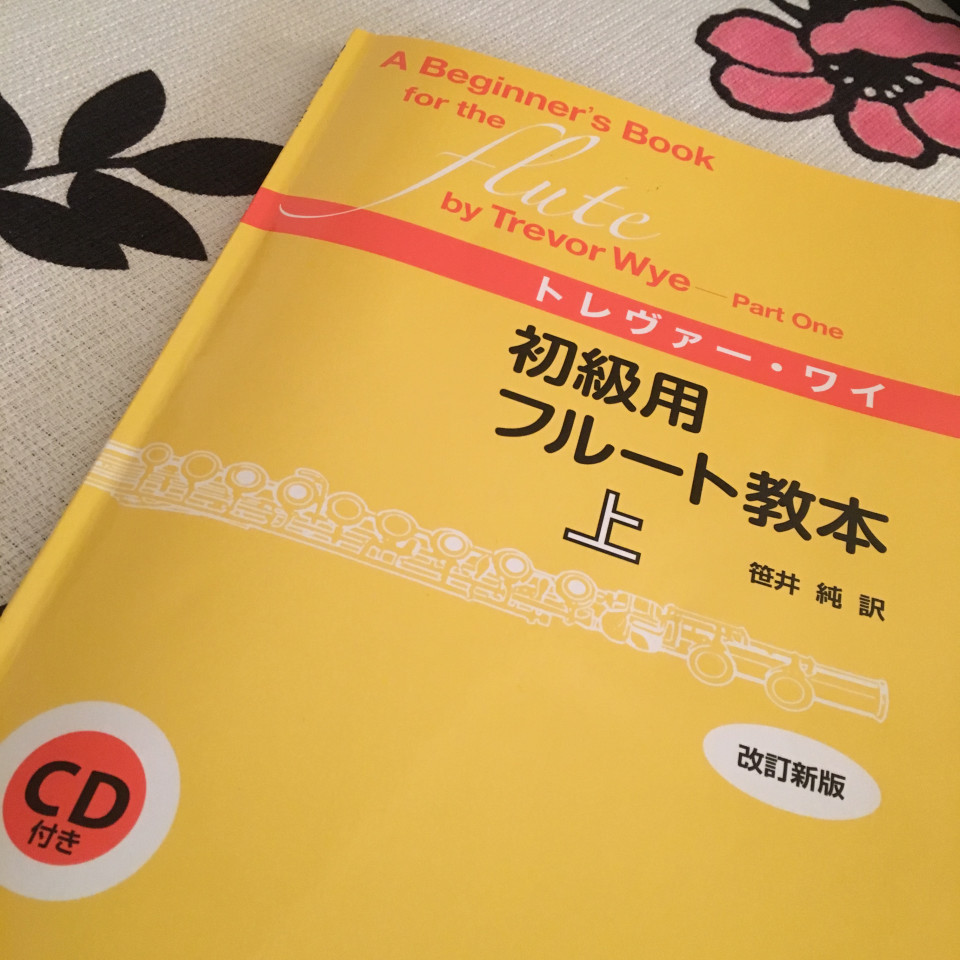 A Beginner's Book
for the
flute
by Trevor Wye—Part One
トレヴァー・ワイ
初級用
フルート教本
上
笹井 純 訳
改訂新版
CD
付き